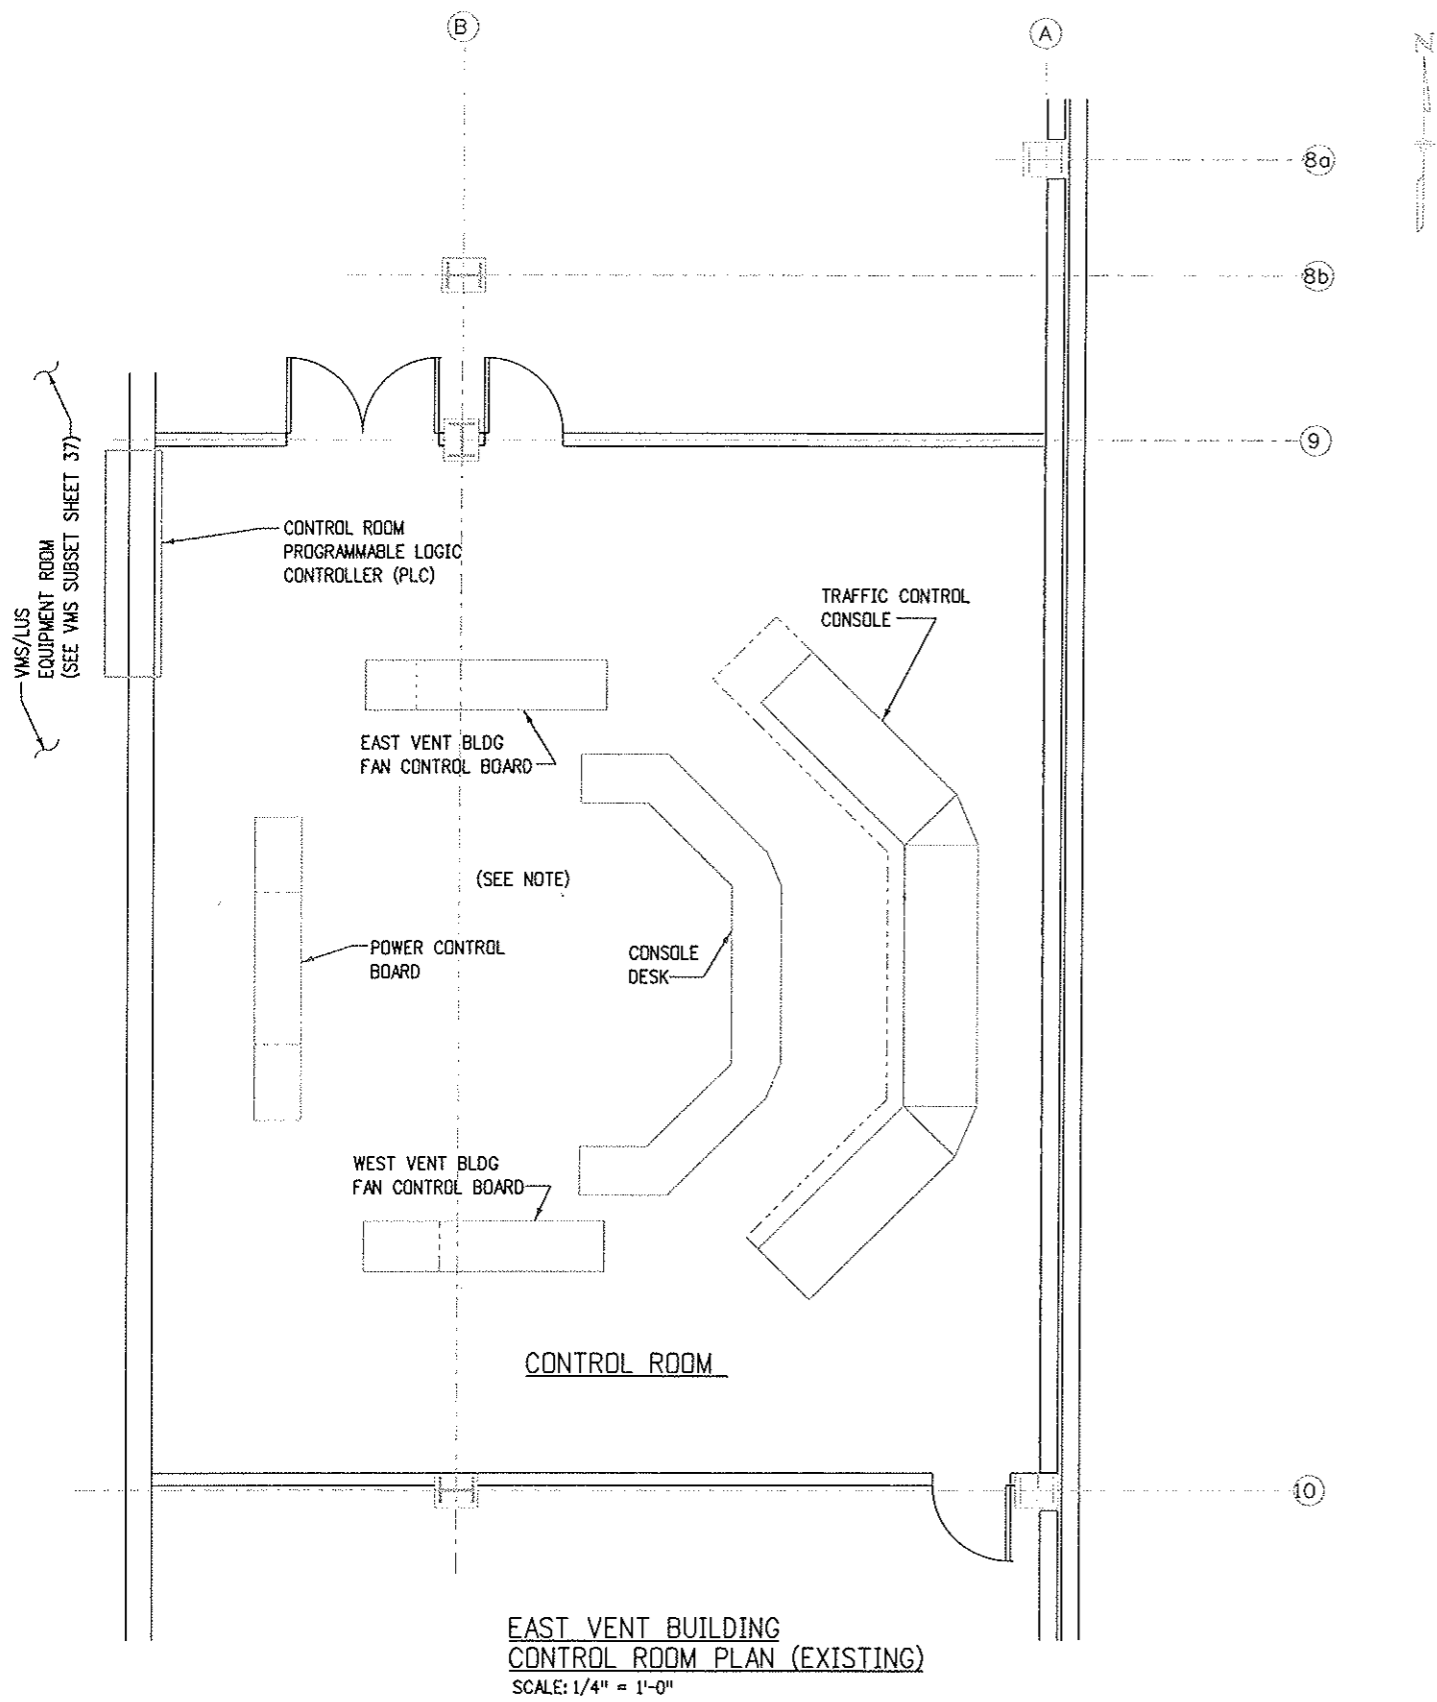 B
A
N
8a
8b
9
VMS/LUS
EQUIPMENT ROOM
(SEE VMS SUBSET SHEET 37)
CONTROL ROOM
PROGRAMMABLE LOGIC
CONTROLLER (PLC)
TRAFFIC CONTROL
CONSOLE
EAST VENT BLDG
FAN CONTROL BOARD
(SEE NOTE)
POWER CONTROL
BOARD
CONSOLE
DESK
WEST VENT BLDG
FAN CONTROL BOARD
CONTROL ROOM
10
EAST VENT BUILDING
CONTROL ROOM PLAN (EXISTING)
SCALE: 1/4" = 1'-0"